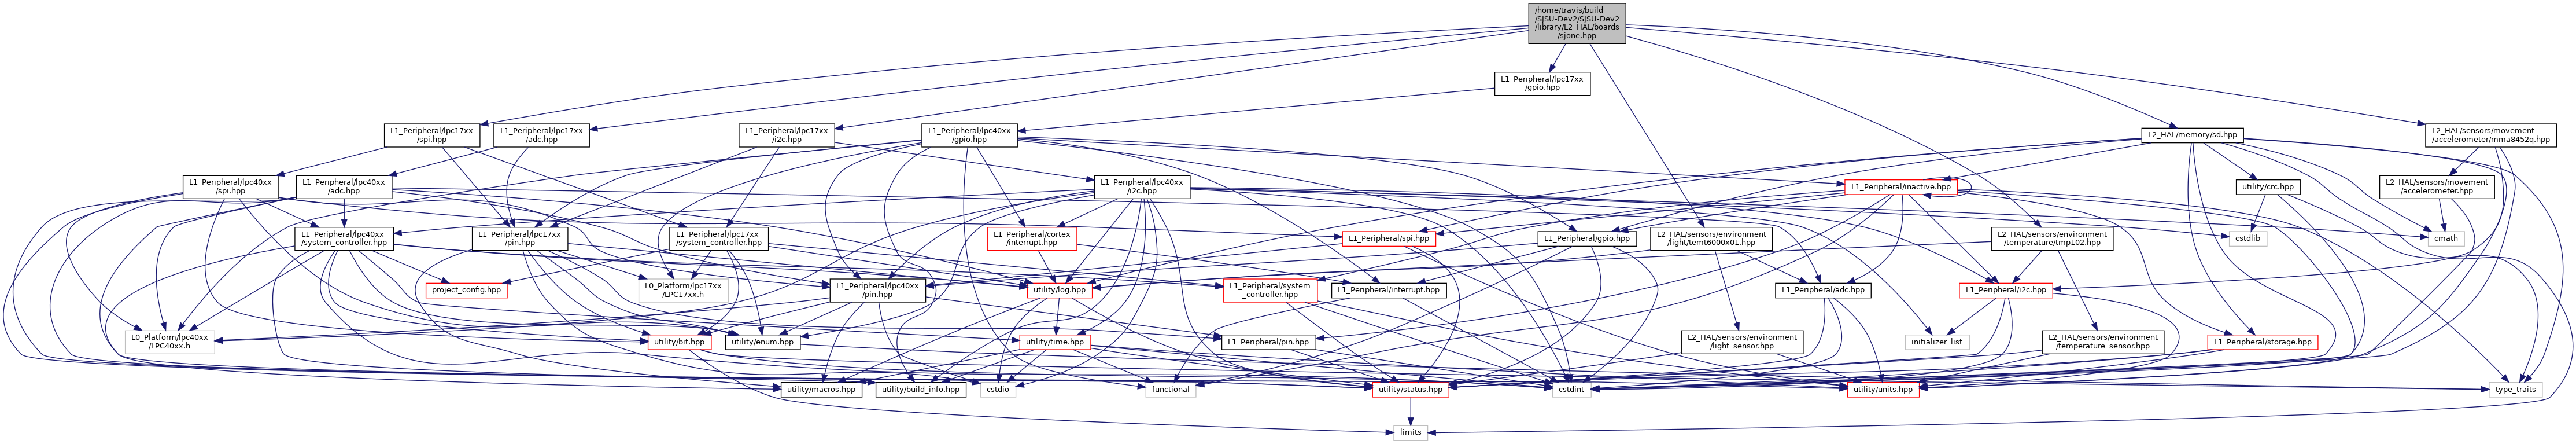 /home/travis/build
/SJSU-Dev2/SJSU-Dev2
/library/L2_HAL/boards
/sjone.hpp
L1_Peripheral/lpc17xx
/gpio.hpp
L1_Peripheral/lpc17xx
/spi.hpp
L1_Peripheral/lpc17xx
/adc.hpp
L1_Peripheral/lpc17xx
/i2c.hpp
L1_Peripheral/lpc40xx
/gpio.hpp
L2_HAL/memory/sd.hpp
L2_HAL/sensors/movement
/accelerometer/mma8452q.hpp
L1_Peripheral/lpc40xx
/spi.hpp
L1_Peripheral/lpc40xx
/adc.hpp
L1_Peripheral/lpc40xx
/i2c.hpp
L1_Peripheral/inactive.hpp
utility/crc.hpp
L2_HAL/sensors/movement
/accelerometer.hpp
L1_Peripheral/lpc40xx
/system_controller.hpp
L1_Peripheral/lpc17xx
/pin.hpp
L1_Peripheral/lpc17xx
/system_controller.hpp
L1_Peripheral/cortex
/interrupt.hpp
L1_Peripheral/spi.hpp
L1_Peripheral/gpio.hpp
L2_HAL/sensors/environment
/light/temt6000x01.hpp
L2_HAL/sensors/environment
/temperature/tmp102.hpp
cstdlib
cmath
project_config.hpp
L0_Platform/lpc17xx
/LPC17xx.h
L1_Peripheral/lpc40xx
/pin.hpp
utility/log.hpp
L1_Peripheral/system
_controller.hpp
L1_Peripheral/interrupt.hpp
L1_Peripheral/adc.hpp
L1_Peripheral/i2c.hpp
L0_Platform/lpc40xx
/LPC40xx.h
utility/bit.hpp
utility/enum.hpp
utility/time.hpp
L1_Peripheral/pin.hpp
L2_HAL/sensors/environment
/light_sensor.hpp
initializer_list
L2_HAL/sensors/environment
/temperature_sensor.hpp
L1_Peripheral/storage.hpp
utility/macros.hpp
utility/build_info.hpp
cstdio
functional
utility/status.hpp
cstdint
utility/units.hpp
type_traits
limits